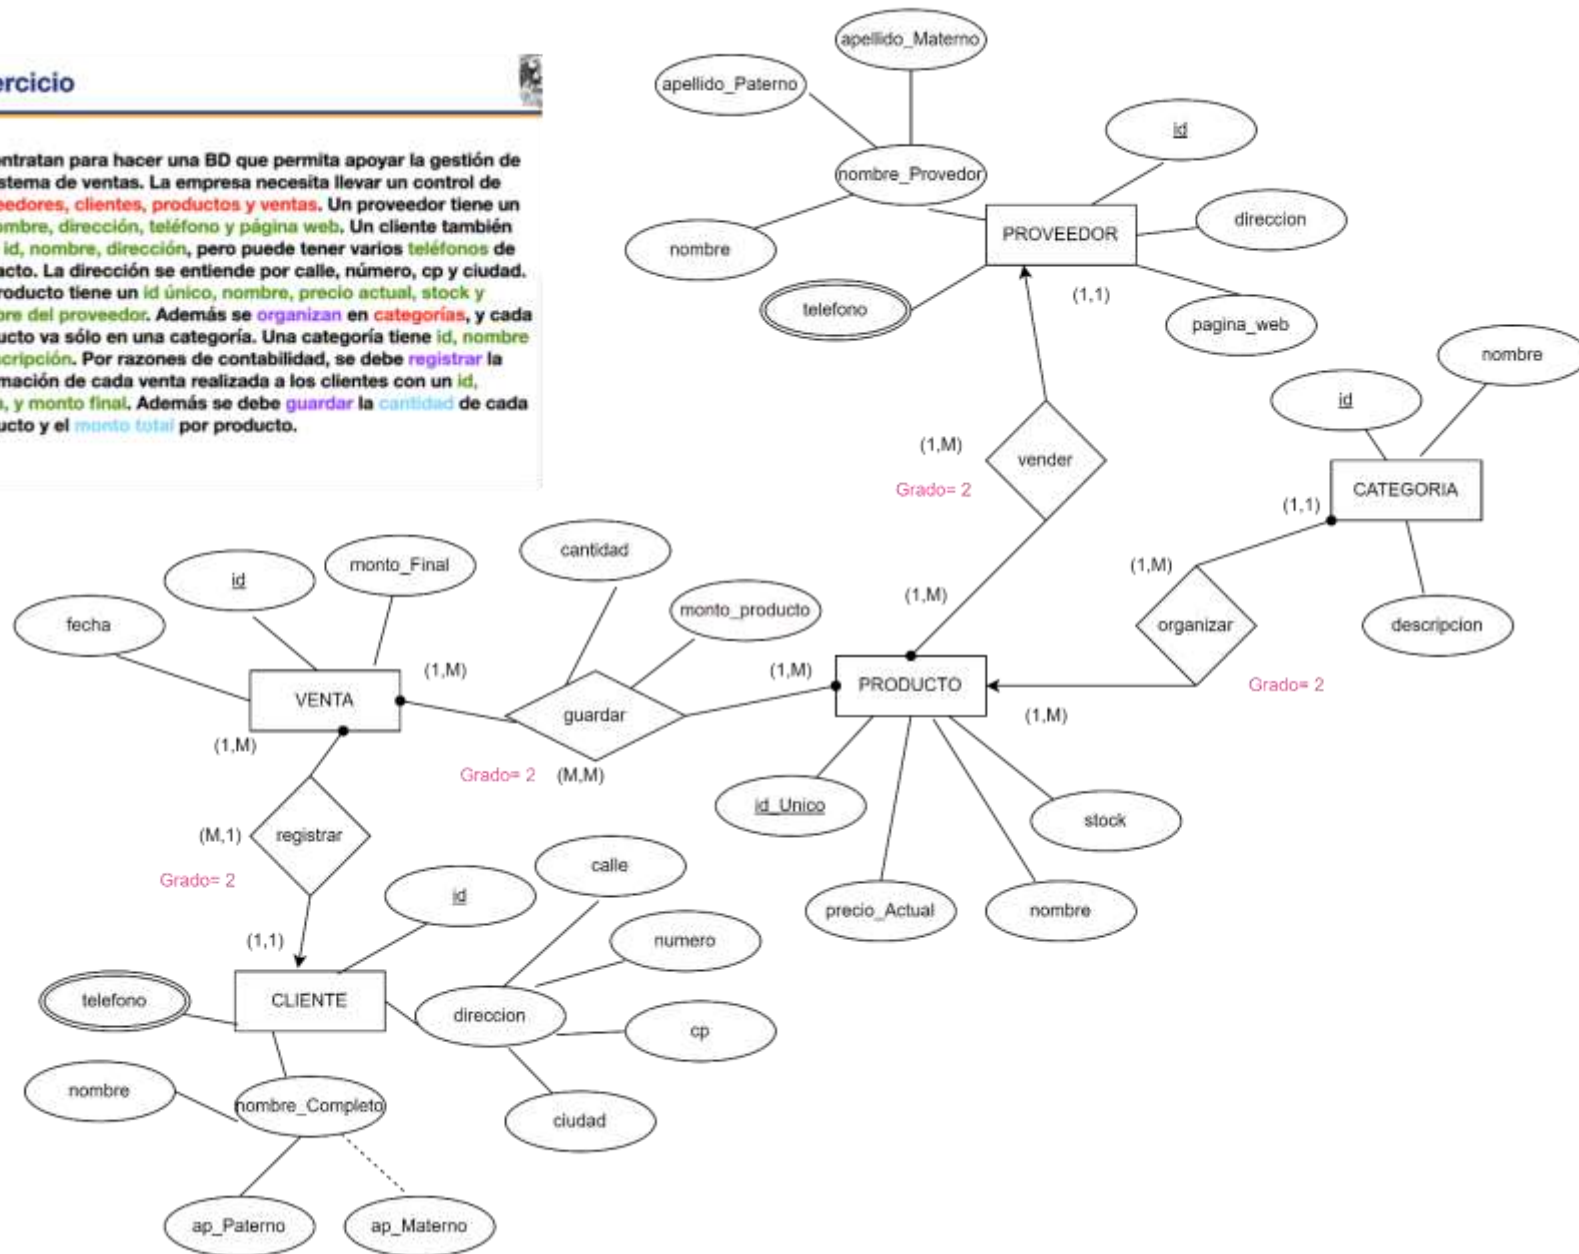 ercicio
ntratan para hacer una BD que permita apoyar la gestión de
stema de ventas. La empresa necesita llevar un control de
eedores, clientes, productos y ventas. Un proveedor tiene un
ombre, dirección, teléfono y página web. Un cliente también
id, nombre, dirección, pero puede tener varios teléfonos de
acto. La dirección se entiende por calle, número, cp y ciudad.
roducto tiene un id único, nombre, precio actual, stock y
bre del proveedor. Además se organizan en categorías, y cada
ucto va sólo en una categoría. Una categoría tiene id, nombre
scripción. Por razones de contabilidad, se debe registrar la
mación de cada venta realizada a los clientes con un id,
, y monto final. Además se debe guardar la cantidad de cada
ucto y el monto total por producto.
apellido_Materno
apellido_Paterno
id
nombre_Provedor
direccion
PROVEEDOR
nombre
telefono
(1,1)
pagina_web
nombre
id
(1,M)
vender
Grado= 2
CATEGORIA
(1,1)
cantidad
monto_Final
id
(1,M)
(1,M)
monto_producto
fecha
organizar
descripcion
(1,M)
(1,M)
PRODUCTO
Grado= 2
VENTA
guardar
(1,M)
(1,M)
Grado= 2
(M,M)
id_Unico
stock
(M,1)
registrar
calle
Grado= 2
id
precio_Actual
nombre
(1,1)
numero
telefono
CLIENTE
direccion
cp
nombre
nombre_Completo
ciudad
ap_Paterno
ap_Materno